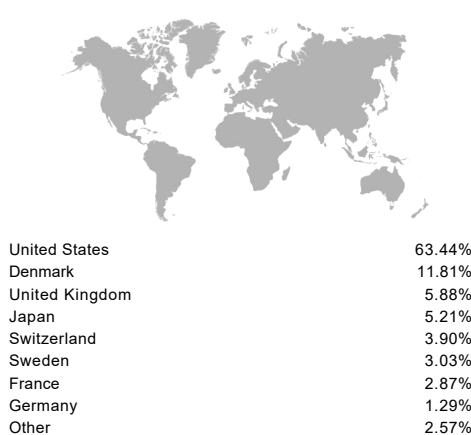 United States 63.44%
Denmark 11.81%
United Kingdom 5.88%
Japan 5.21%
Switzerland 3.90%
Sweden 3.03%
France 2.87%
Germany 1.29%
Other 2.57%